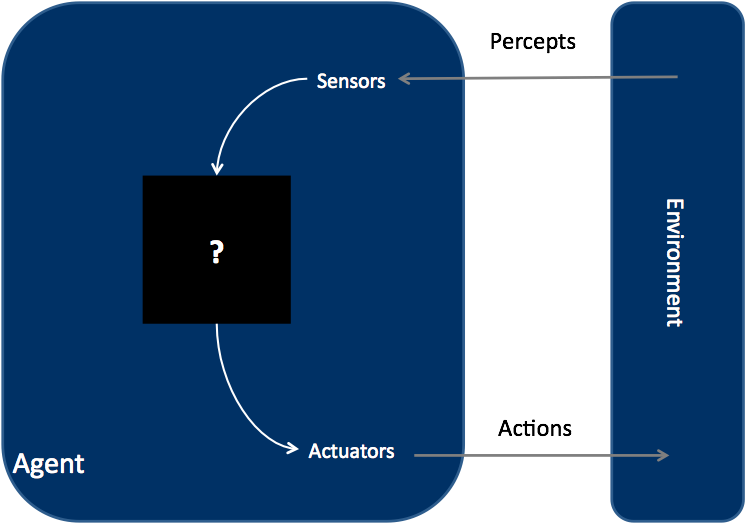 Percepts
Sensors
?
Environment
Actions
Actuators
Agent